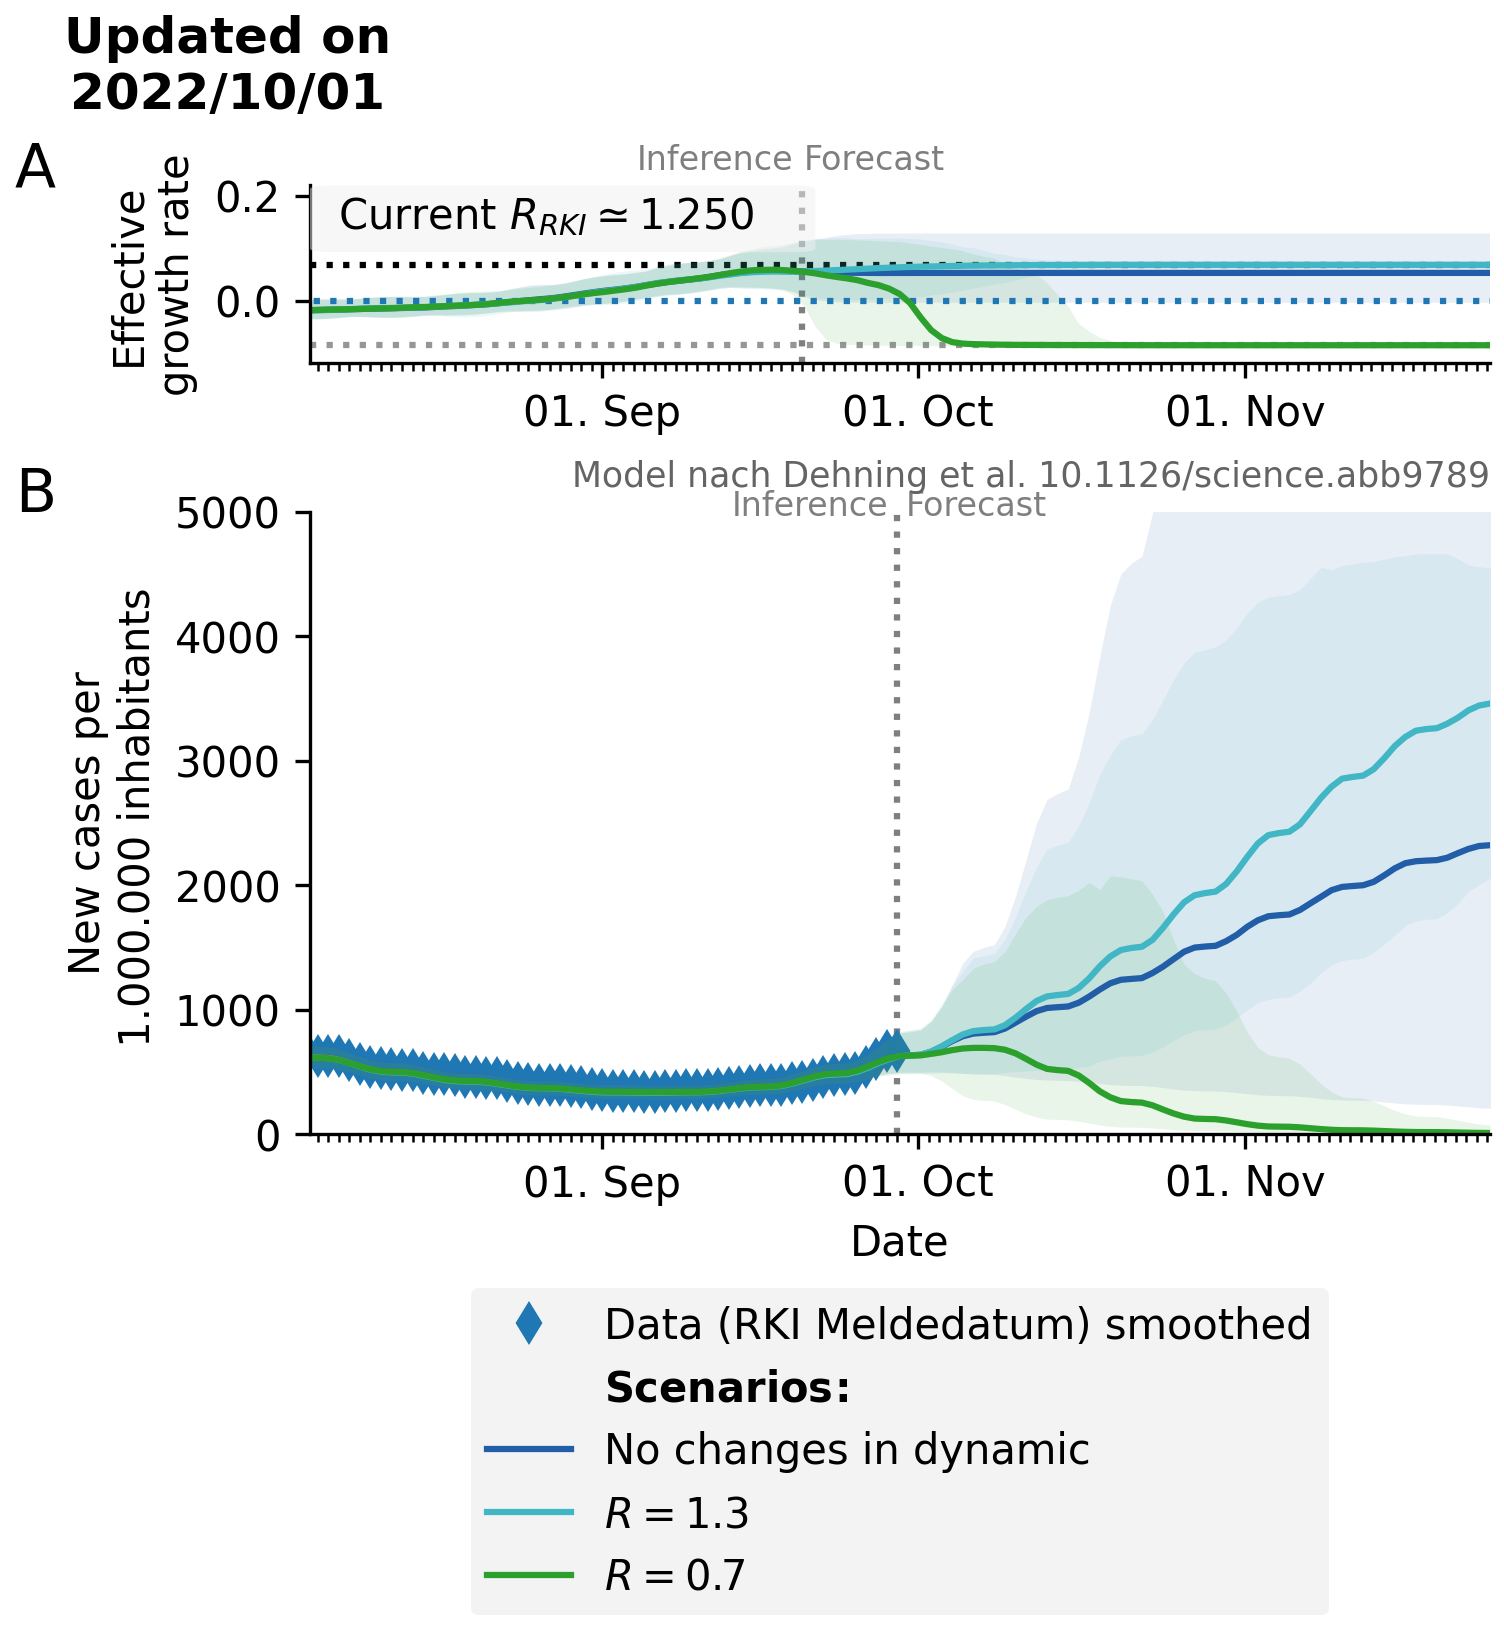 Updated on
2022/10/01
A
Inference Forecast
Effective
growth rate
0.2
0.0
Current R_RKI ≃ 1.250
01. Sep
01. Oct
01. Nov
B
Model nach Dehning et al. 10.1126/science.abb9789
Inference Forecast
New cases per
1.000.000 inhabitants
5000
4000
3000
2000
1000
0
01. Sep
01. Oct
01. Nov
Date
Data (RKI Meldedatum) smoothed
Scenarios:
No changes in dynamic
R = 1.3
R = 0.7